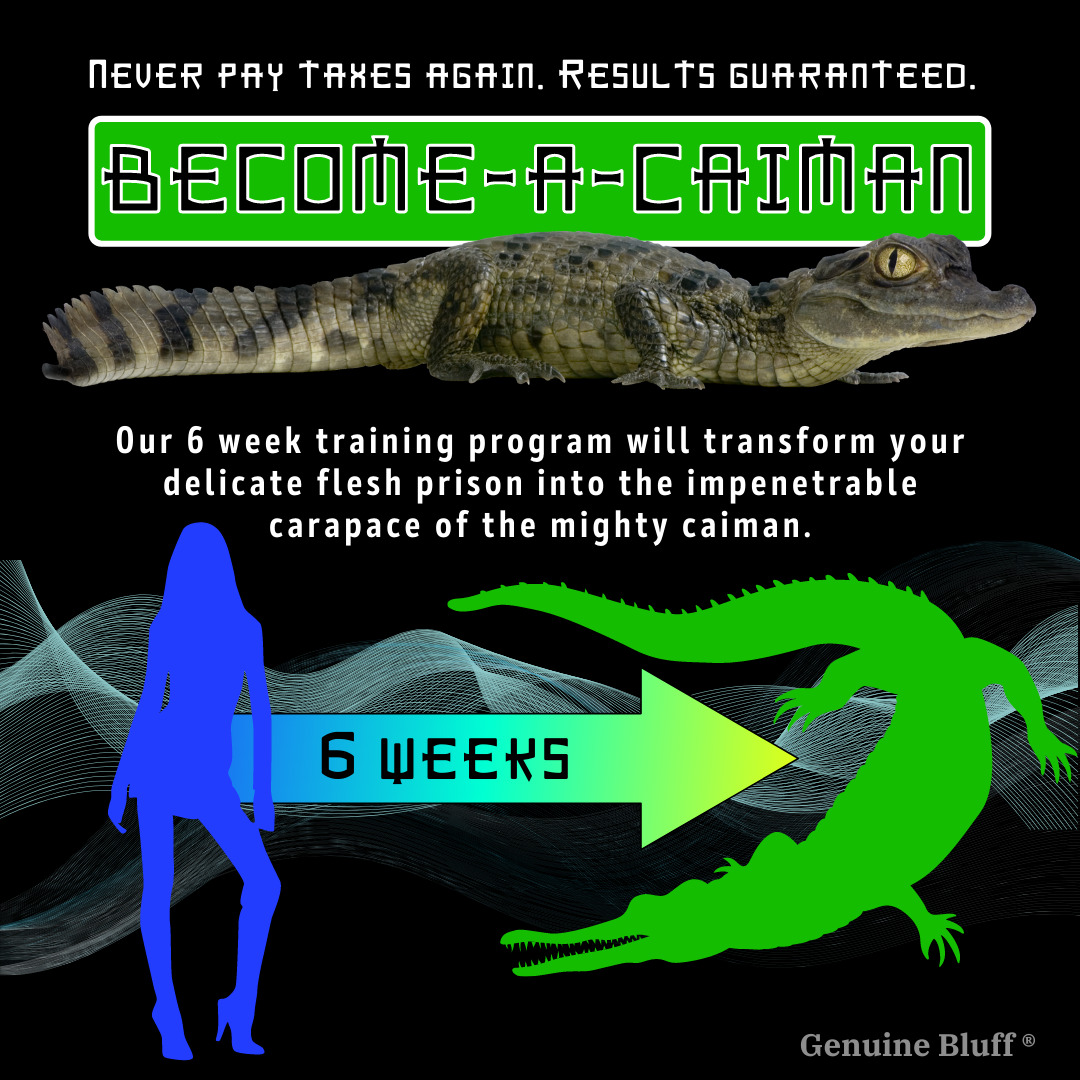 Never pay taxes again. Results guaranteed.
Become-A-Caiman
Our 6 week training program will transform your
delicate flesh prison into the impenetrable
carapace of the mighty caiman.
6 weeks
Genuine Bluff ®